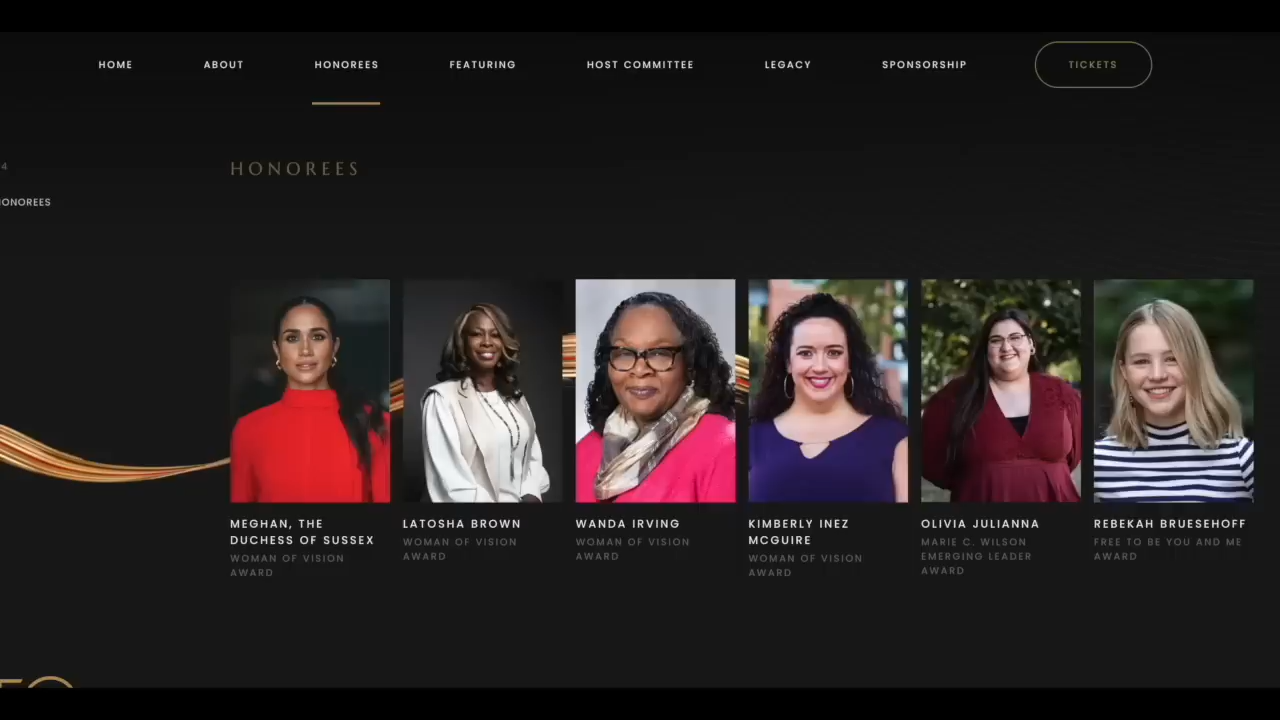 HOME ABOUT HONOREES FEATURING HOST COMMITTEE LEGACY SPONSORSHIP TICKETS
4
HONOREES
HONOREES
MEGHAN, THE
DUCHESS OF SUSSEX
WOMAN OF VISION
AWARD
LATOSHA BROWN
WOMAN OF VISION
AWARD
WANDA IRVING
WOMAN OF VISION
AWARD
KIMBERLY INEZ
MCGUIRE
WOMAN OF VISION
AWARD
OLIVIA JULIANNA
MARIE C. WILSON
EMERGING LEADER
AWARD
REBEKAH BRUESEHOFF
FREE TO BE YOU AND ME
AWARD